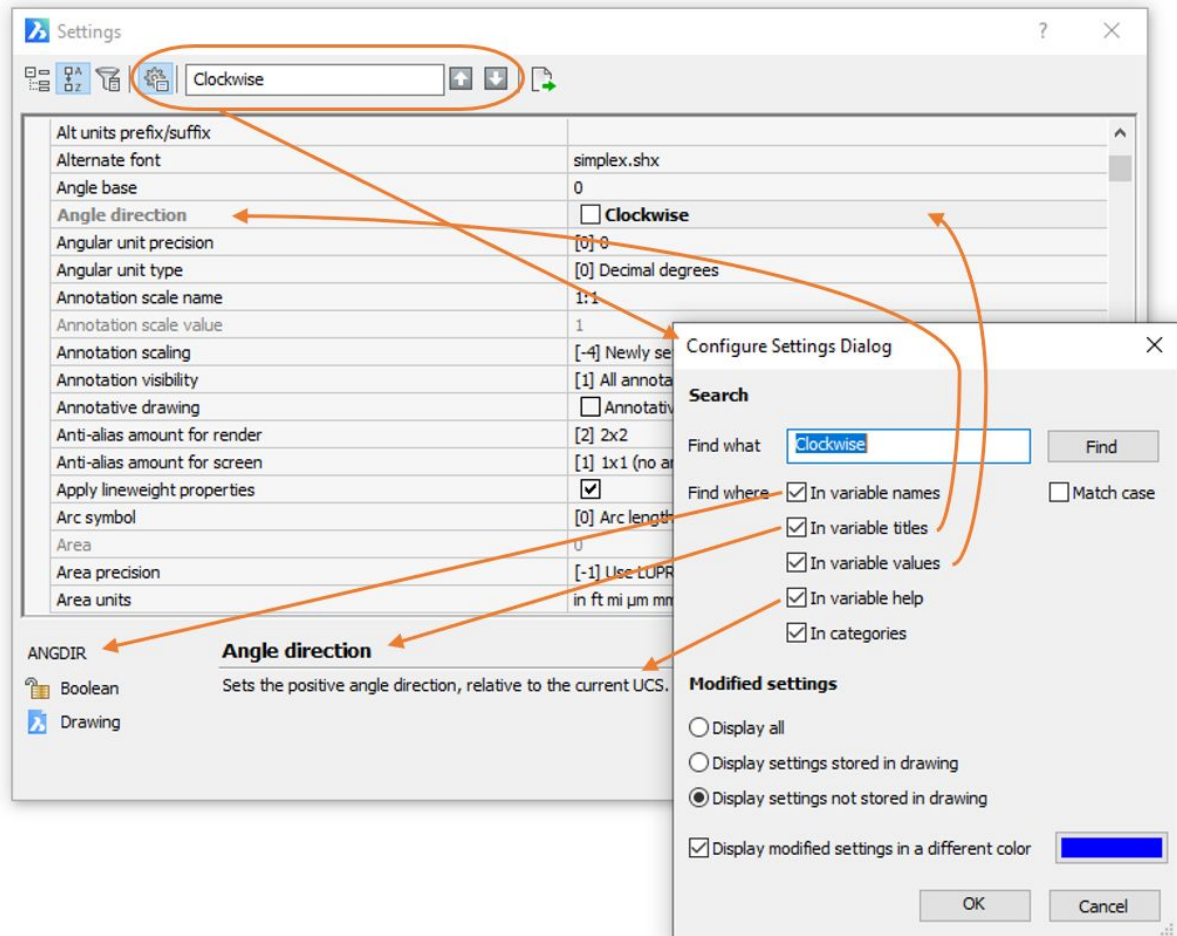 Settings
Clockwise
Alt units prefix/suffix
Alternate font simplex.shx
Angle base 0
Angle direction Clockwise
Angular unit precision [0] 0
Angular unit type [0] Decimal degrees
Annotation scale name 1:1
Annotation scale value 1
Annotation scaling [-4] Newly se
Annotation visibility [1] All annota
Annotative drawing Annotativ
Anti-alias amount for render [2] 2x2
Anti-alias amount for screen [1] 1x1 (no an
Apply lineweight properties
Arc symbol [0] Arc length
Area 0
Area precision [-1] Use LUPR
Area units in ft mi µm mm
ANGDIR
Boolean
Drawing
Angle direction
Sets the positive angle direction, relative to the current UCS.
Configure Settings Dialog
Search
Find what Clockwise Find
Find where In variable names Match case
In variable titles
In variable values
In variable help
In categories
Modified settings
Display all
Display settings stored in drawing
Display settings not stored in drawing
Display modified settings in a different color
OK Cancel